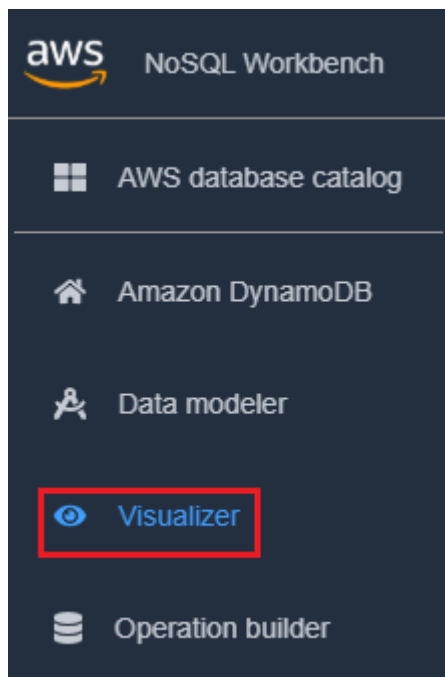 aws NoSQL Workbench
AWS database catalog
Amazon DynamoDB
Data modeler
Visualizer
Operation builder